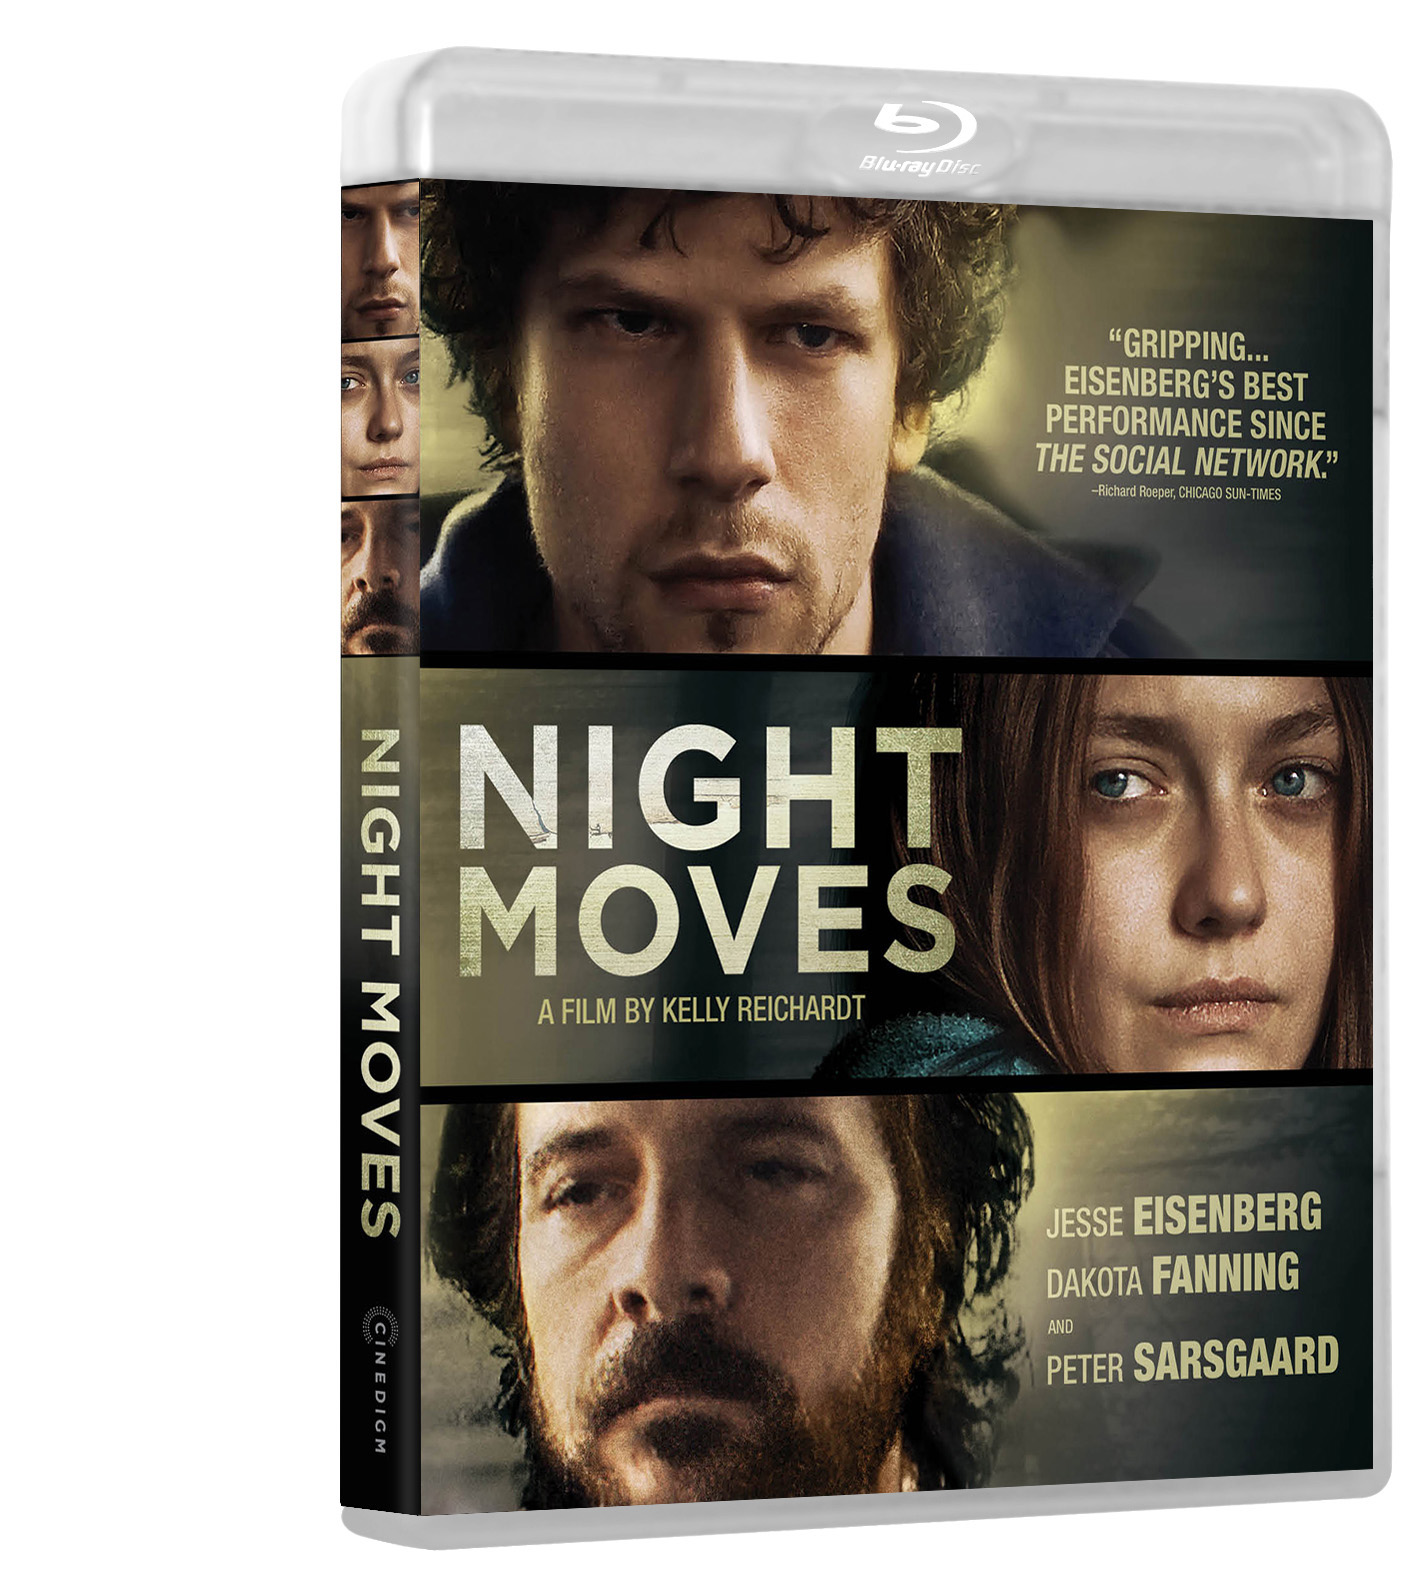 Blu-ray Disc
“GRIPPING...
EISENBERG’S BEST
PERFORMANCE SINCE
THE SOCIAL NETWORK.”
–Richard Roeper, CHICAGO SUN-TIMES
NIGHT
MOVES
A FILM BY KELLY REICHARDT
JESSE EISENBERG
DAKOTA FANNING
AND
PETER SARSGAARD
NIGHT MOVES
CINEDIGM